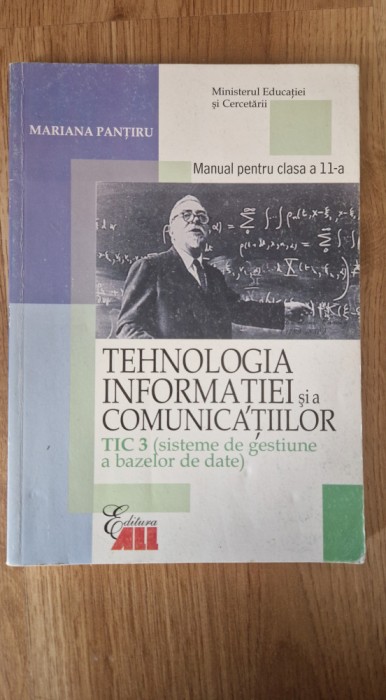 Ministerul Educației
și Cercetării
MARIANA PANȚIRU
Manual pentru clasa a 11-a
TEHNOLOGIA
INFORMAȚIEI și a
COMUNICAȚIILOR
TIC 3 (sisteme de gestiune
a bazelor de date)
Editura
ALL